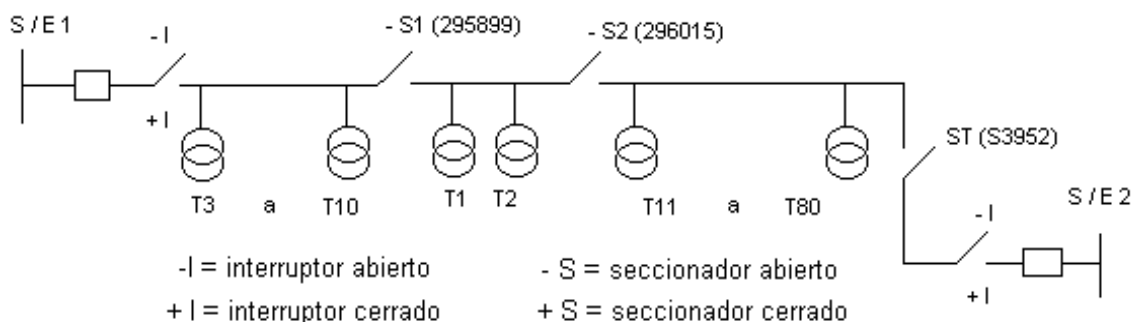 S / E 1
- I
- S1 (295899)
- S2 (296015)
+ I
ST (S3952)
T3 a T10
T1 T2
T11 a T80
S / E 2
- I
-I = interruptor abierto
- S = seccionador abierto
+ I
+ I = interruptor cerrado
+ S = seccionador cerrado